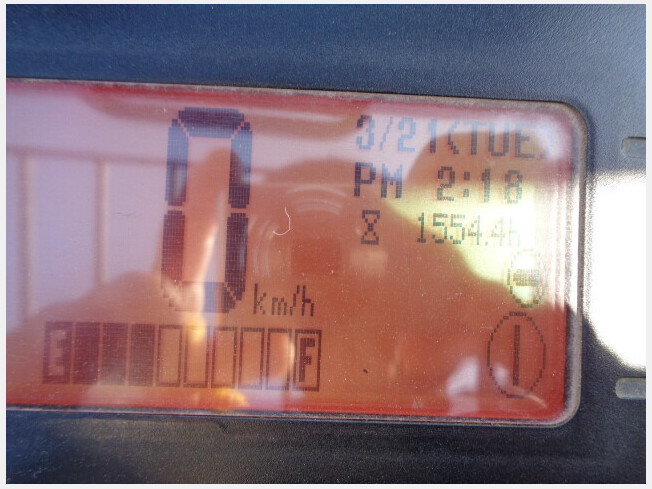 3/21(TUE)
PM 2:18
1554.4h
0 km/h
E F